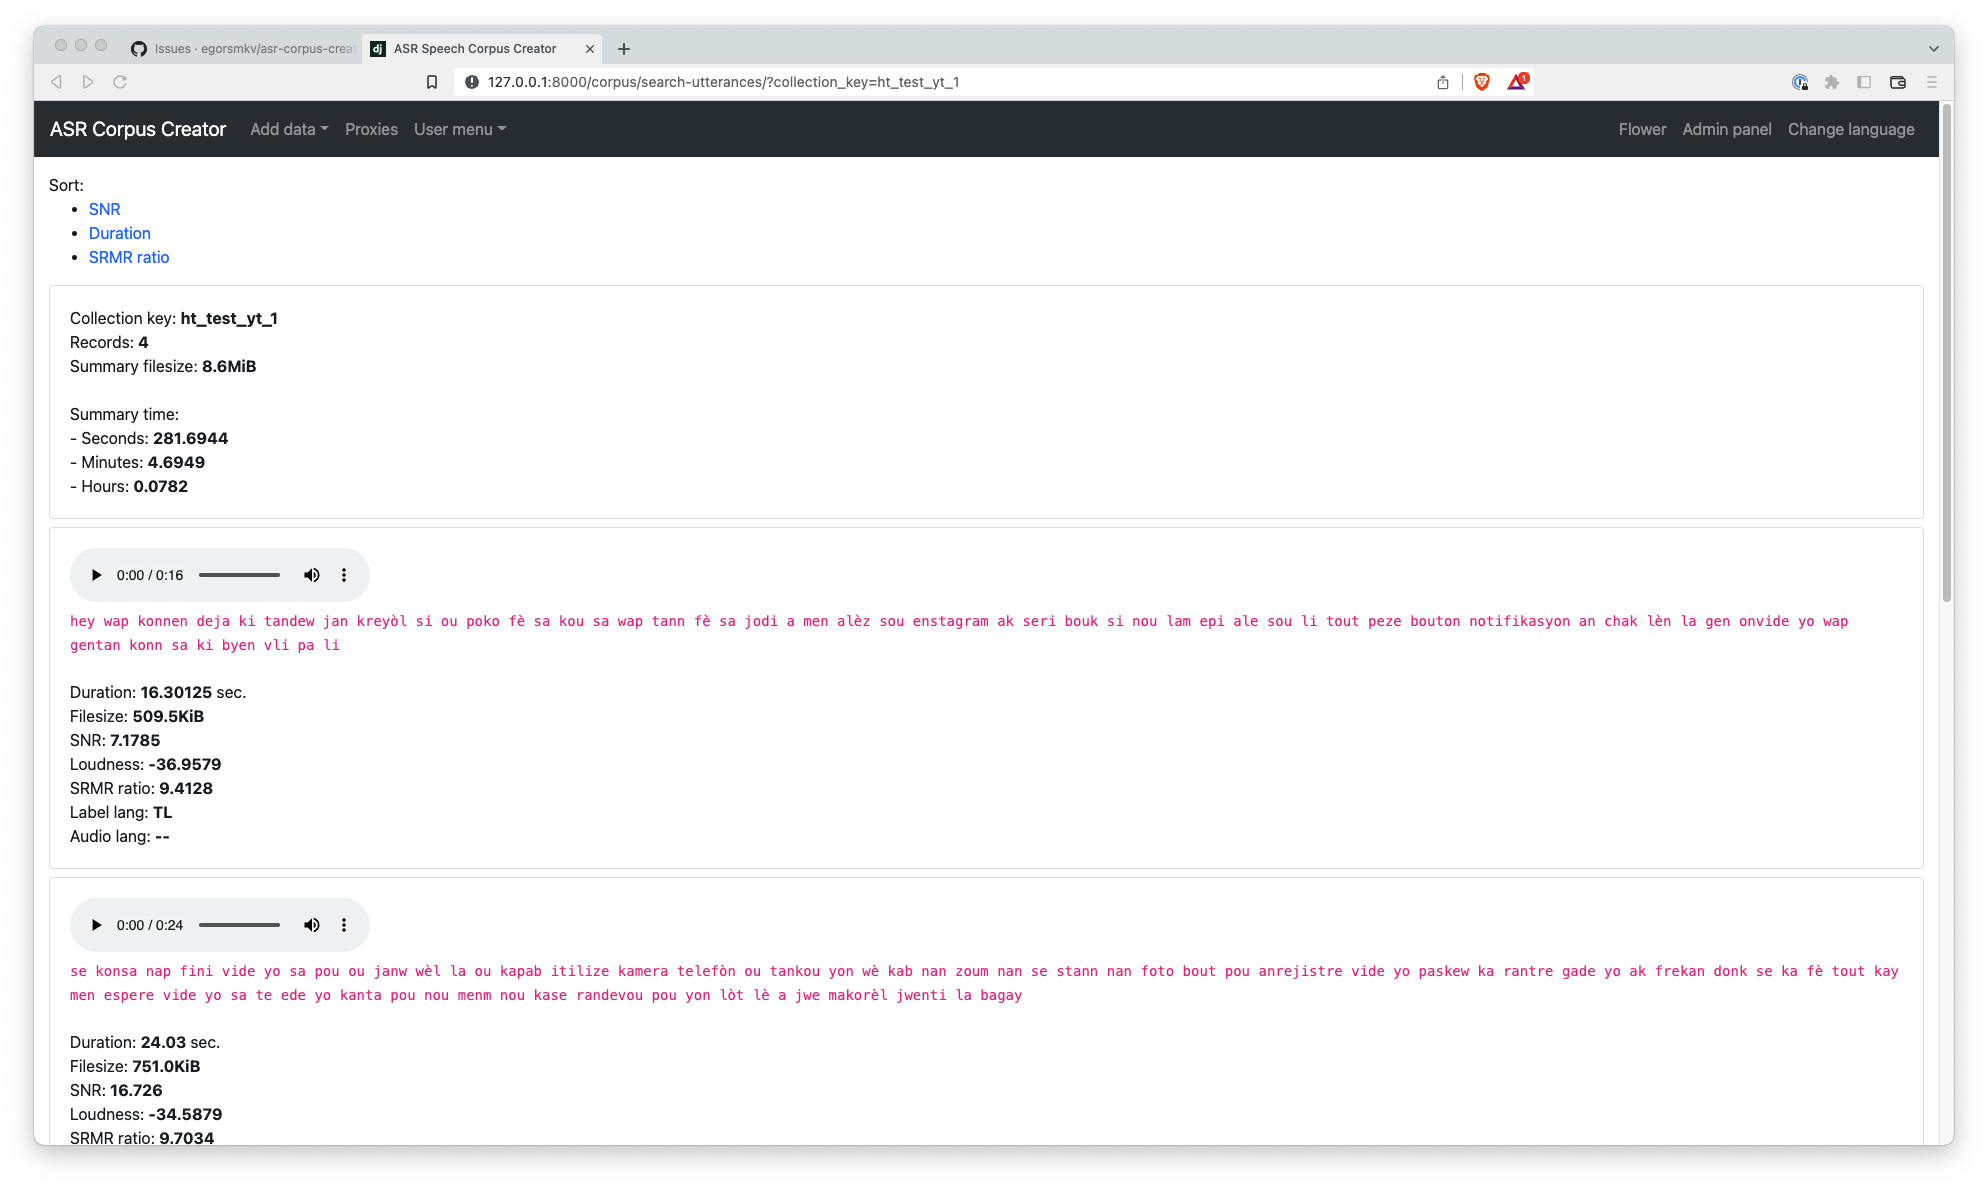 Issues · egorsmkv/asr-corpus-creat
ASR Speech Corpus Creator
127.0.0.1:8000/corpus/search-utterances/?collection_key=ht_test_yt_1
1
ASR Corpus Creator Add data Proxies User menu Flower Admin panel Change language
Sort:
• SNR
• Duration
• SRMR ratio
Collection key: ht_test_yt_1
Records: 4
Summary filesize: 8.6MiB
Summary time:
- Seconds: 281.6944
- Minutes: 4.6949
- Hours: 0.0782
0:00 / 0:16
hey wap konnen deja ki tandew jan kreyòl si ou poko fè sa kou sa wap tann fè sa jodi a men alèz sou enstagram ak seri bouk si nou lam epi ale sou li tout peze bouton notifikasyon an chak lèn la gen onvide yo wap
gentan konn sa ki byen vli pa li
Duration: 16.30125 sec.
Filesize: 509.5KiB
SNR: 7.1785
Loudness: -36.9579
SRMR ratio: 9.4128
Label lang: TL
Audio lang: --
0:00 / 0:24
se konsa nap fini vide yo sa pou ou janw wèl la ou kapab itilize kamera telefòn ou tankou yon wè kab nan zoum nan se stann nan foto bout pou anrejistre vide yo paskew ka rantre gade yo ak frekan donk se ka fè tout kay
men espere vide yo sa te ede yo kanta pou nou menm nou kase randevou pou yon lòt lè a jwe makorèl jwenti la bagay
Duration: 24.03 sec.
Filesize: 751.0KiB
SNR: 16.726
Loudness: -34.5879
SRMR ratio: 9.7034